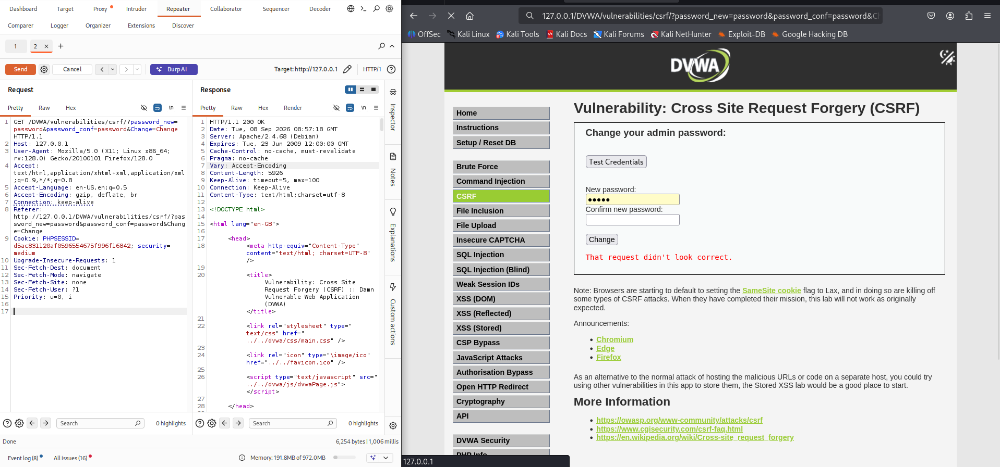 Dashboard Target Proxy Intruder Repeater Collaborator Sequencer Decoder
Comparer Logger Organizer Extensions Discover
1 2 × +
Send Cancel Burp AI Target: http://127.0.0.1 HTTP/1
Request
Pretty Raw Hex
\n
1 GET /DVWA/vulnerabilities/csrf/?password_new=
password&password_conf=password&Change=Change
HTTP/1.1
2 Host: 127.0.0.1
3 User-Agent: Mozilla/5.0 (X11; Linux x86_64;
rv:128.0) Gecko/20100101 Firefox/128.0
4 Accept:
text/html,application/xhtml+xml,application/xml
;q=0.9,*/*;q=0.8
5 Accept-Language: en-US,en;q=0.5
6 Accept-Encoding: gzip, deflate, br
7 Connection: keep-alive
8 Referer:
http://127.0.0.1/DVWA/vulnerabilities/csrf/?pas
sword_new=password&password_conf=password&Chang
e=Change
9 Cookie: PHPSESSID=
d5ac831120af0596554675f996f16842; security=
medium
10 Upgrade-Insecure-Requests: 1
11 Sec-Fetch-Dest: document
12 Sec-Fetch-Mode: navigate
13 Sec-Fetch-Site: none
14 Sec-Fetch-User: ?1
15 Priority: u=0, i
16
17
Search 0 highlights
Response
Pretty Raw Hex Render
\n
1 HTTP/1.1 200 OK
2 Date: Tue, 08 Sep 2026 08:57:18 GMT
3 Server: Apache/2.4.68 (Debian)
4 Expires: Tue, 23 Jun 2009 12:00:00 GMT
5 Cache-Control: no-cache, must-revalidate
6 Pragma: no-cache
7 Vary: Accept-Encoding
8 Content-Length: 5926
9 Keep-Alive: timeout=5, max=100
10 Connection: Keep-Alive
11 Content-Type: text/html;charset=utf-8
12
13 <!DOCTYPE html>
14
15 <html lang="en-GB">
16
17 <head>
18 <meta http-equiv="Content-Type"
content="text/html; charset=UTF-8"
/>
19
20 <title>
Vulnerability: Cross Site
Request Forgery (CSRF) :: Damn
Vulnerable Web Application
(DVWA)
</title>
21
22 <link rel="stylesheet" type="
text/css" href="
../../dvwa/css/main.css" />
23
24 <link rel="icon" type="\image/ico"
href="../../favicon.ico" />
25
26 <script type="text/javascript" src="
../../dvwa/js/dvwaPage.js">
</script>
27
28 </head>
Search 0 highlights
Inspector
Notes
Explanations
Custom actions
Done 6,254 bytes | 1,006 millis
Event log (8) All issues (16) Memory: 191.8MB of 972.0MB
127.0.0.1/DVWA/vulnerabilities/csrf/?password_new=password&password_conf=password&C
OffSec Kali Linux Kali Tools Kali Docs Kali Forums Kali NetHunter Exploit-DB Google Hacking DB
DVWA
Home
Instructions
Setup / Reset DB
Brute Force
Command Injection
CSRF
File Inclusion
File Upload
Insecure CAPTCHA
SQL Injection
SQL Injection (Blind)
Weak Session IDs
XSS (DOM)
XSS (Reflected)
XSS (Stored)
CSP Bypass
JavaScript Attacks
Authorisation Bypass
Open HTTP Redirect
Cryptography
API
DVWA Security
PHP Info
Vulnerability: Cross Site Request Forgery (CSRF)
Change your admin password:
Test Credentials
New password:
●●●●●
Confirm new password:
Change
That request didn't look correct.
Note: Browsers are starting to default to setting the SameSite cookie flag to Lax, and in doing so are killing off
some types of CSRF attacks. When they have completed their mission, this lab will not work as originally
expected.
Announcements:
• Chromium
• Edge
• Firefox
As an alternative to the normal attack of hosting the malicious URLs or code on a separate host, you could try
using other vulnerabilities in this app to store them, the Stored XSS lab would be a good place to start.
More Information
• https://owasp.org/www-community/attacks/csrf
• https://www.cgisecurity.com/csrf-faq.html
• https://en.wikipedia.org/wiki/Cross-site_request_forgery
127.0.0.1